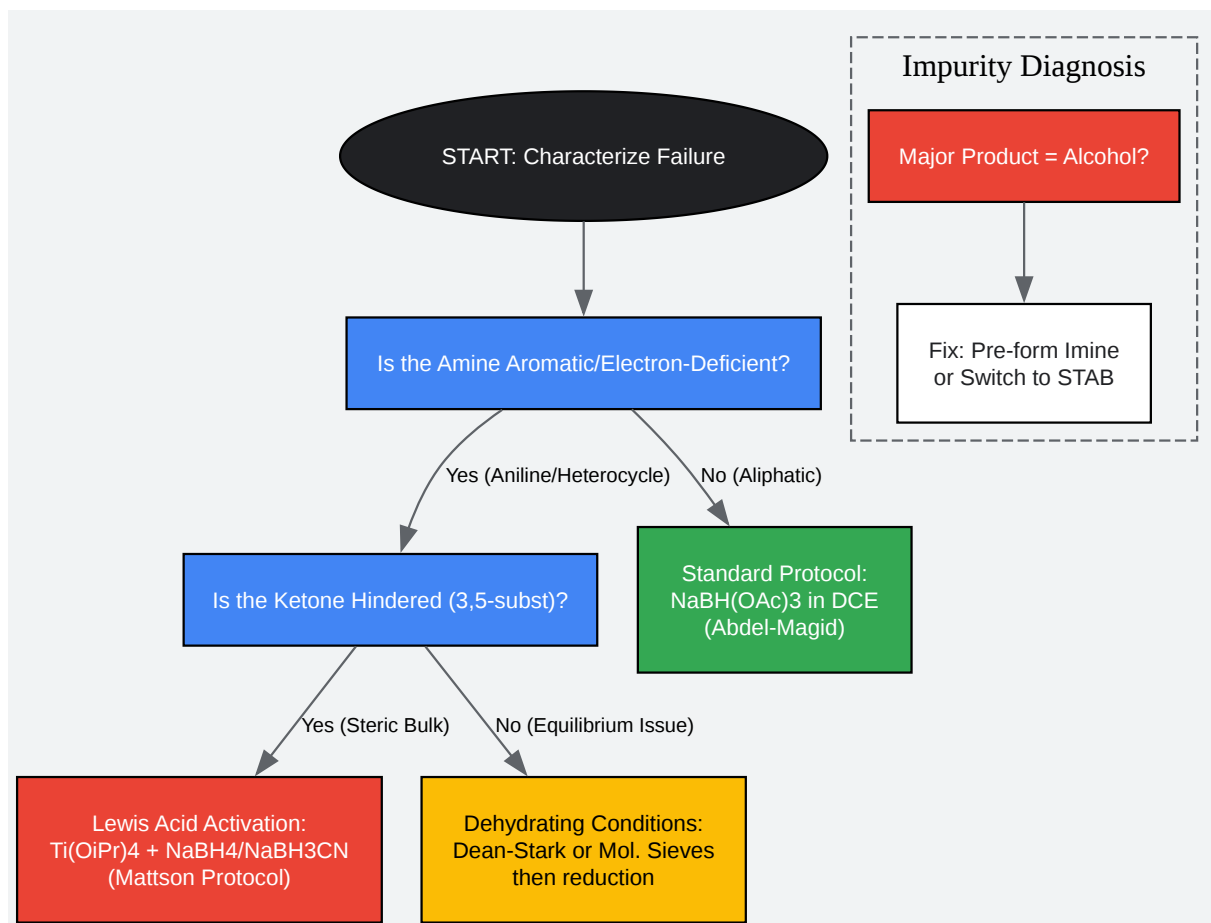 Impurity Diagnosis
START: Characterize Failure
Major Product = Alcohol?
Is the Amine Aromatic/Electron-Deficient?
Fix: Pre-form Imine
or Switch to STAB
Yes (Aniline/Heterocycle)
No (Aliphatic)
Is the Ketone Hindered (3,5-subst)?
Standard Protocol:
NaBH(OAc)3 in DCE
(Abdel-Magid)
Yes (Steric Bulk)
No (Equilibrium Issue)
Lewis Acid Activation:
Ti(OiPr)4 + NaBH4/NaBH3CN
(Mattson Protocol)
Dehydrating Conditions:
Dean-Stark or Mol. Sieves
then reduction